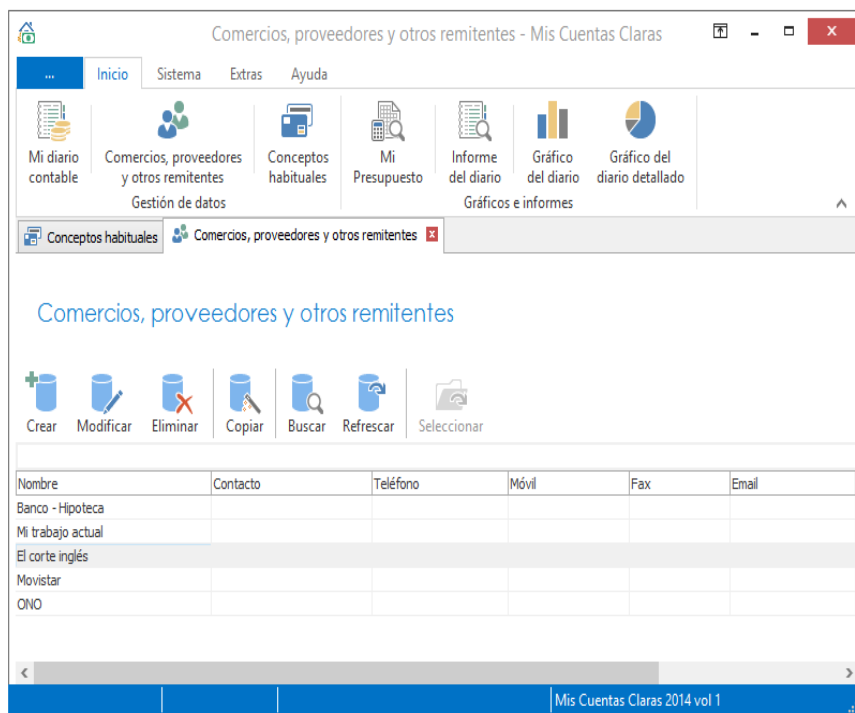 Comercios, proveedores y otros remitentes - Mis Cuentas Claras
... Inicio Sistema Extras Ayuda
Mi diario contable
Comercios, proveedores y otros remitentes
Conceptos habituales
Mi Presupuesto
Informe del diario
Gráfico del diario
Gráfico del diario detallado
Gestión de datos
Gráficos e informes
Conceptos habituales
Comercios, proveedores y otros remitentes
Comercios, proveedores y otros remitentes
Crear Modificar Eliminar Copiar Buscar Refrescar Seleccionar
Nombre Contacto Teléfono Móvil Fax Email
Banco - Hipoteca
Mi trabajo actual
El corte inglés
Movistar
ONO
Mis Cuentas Claras 2014 vol 1